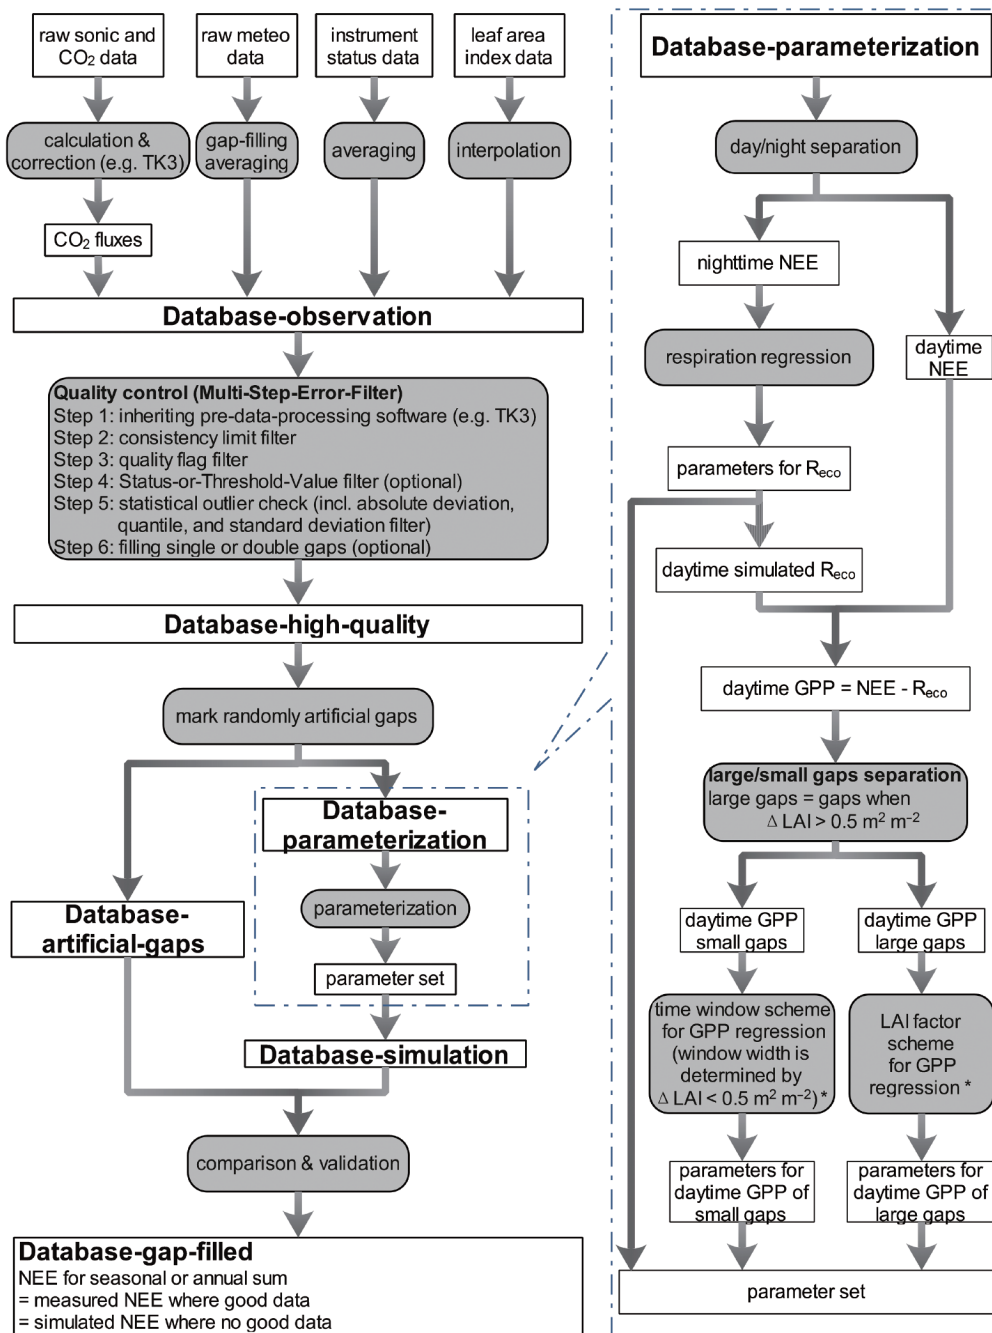 raw sonic and
CO₂ data
raw meteo
data
instrument
status data
leaf area
index data
calculation &
correction (e.g. TK3)
gap-filling
averaging
averaging
interpolation
CO₂ fluxes
Database-observation
Quality control (Multi-Step-Error-Filter)
Step 1: inheriting pre-data-processing software (e.g. TK3)
Step 2: consistency limit filter
Step 3: quality flag filter
Step 4: Status-or-Threshold-Value filter (optional)
Step 5: statistical outlier check (incl. absolute deviation,
quantile, and standard deviation filter)
Step 6: filling single or double gaps (optional)
Database-high-quality
mark randomly artificial gaps
Database-
parameterization
parameterization
parameter set
Database-
artificial-gaps
Database-simulation
comparison & validation
Database-gap-filled
NEE for seasonal or annual sum
= measured NEE where good data
= simulated NEE where no good data
Database-parameterization
day/night separation
nighttime NEE
respiration regression
daytime
NEE
parameters for Reco
daytime simulated Reco
daytime GPP = NEE - Reco
large/small gaps separation
large gaps = gaps when
Δ LAI > 0.5 m² m⁻²
daytime GPP
small gaps
daytime GPP
large gaps
time window scheme
for GPP regression
(window width is
determined by
Δ LAI < 0.5 m² m⁻²) *
LAI factor
scheme
for GPP
regression *
parameters for
daytime GPP of
small gaps
parameters for
daytime GPP of
large gaps
parameter set